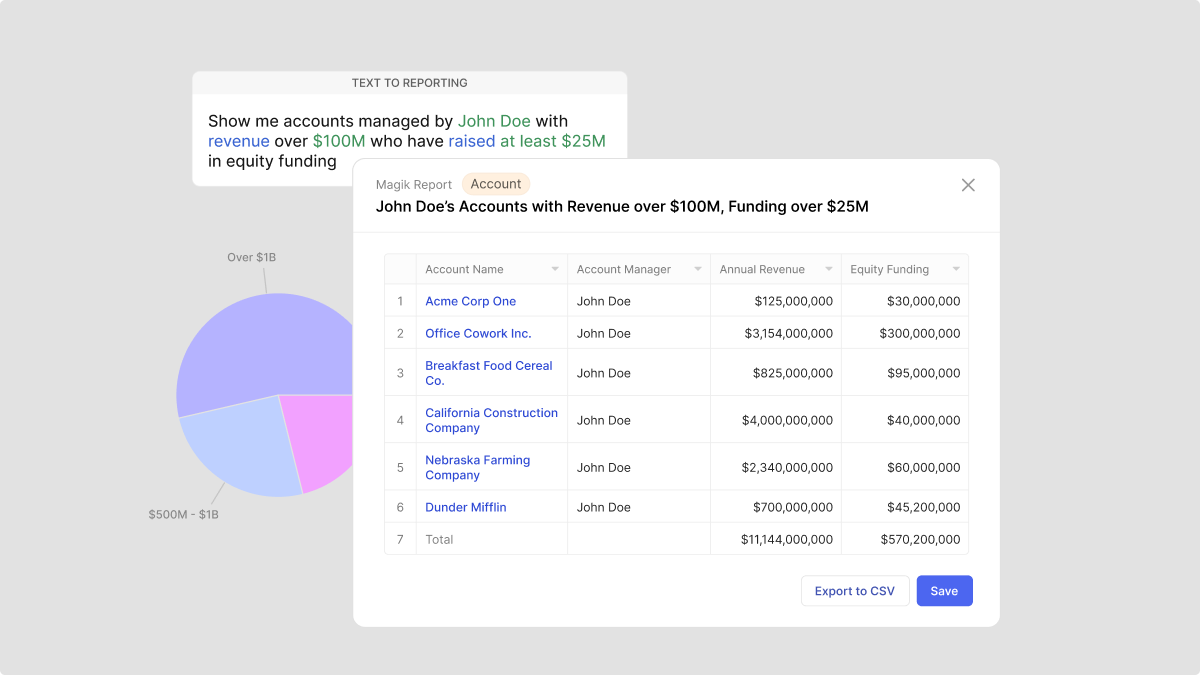 TEXT TO REPORTING
Show me accounts managed by John Doe with
revenue over $100M who have raised at least $25M
in equity funding
Magik Report Account
John Doe’s Accounts with Revenue over $100M, Funding over $25M
Account Name Account Manager Annual Revenue Equity Funding
1 Acme Corp One John Doe $125,000,000 $30,000,000
2 Office Cowork Inc. John Doe $3,154,000,000 $300,000,000
3 Breakfast Food Cereal
Co. John Doe $825,000,000 $95,000,000
4 California Construction
Company John Doe $4,000,000,000 $40,000,000
5 Nebraska Farming
Company John Doe $2,340,000,000 $60,000,000
6 Dunder Mifflin John Doe $700,000,000 $45,200,000
7 Total $11,144,000,000 $570,200,000
Export to CSV Save
Over $1B
$500M - $1B